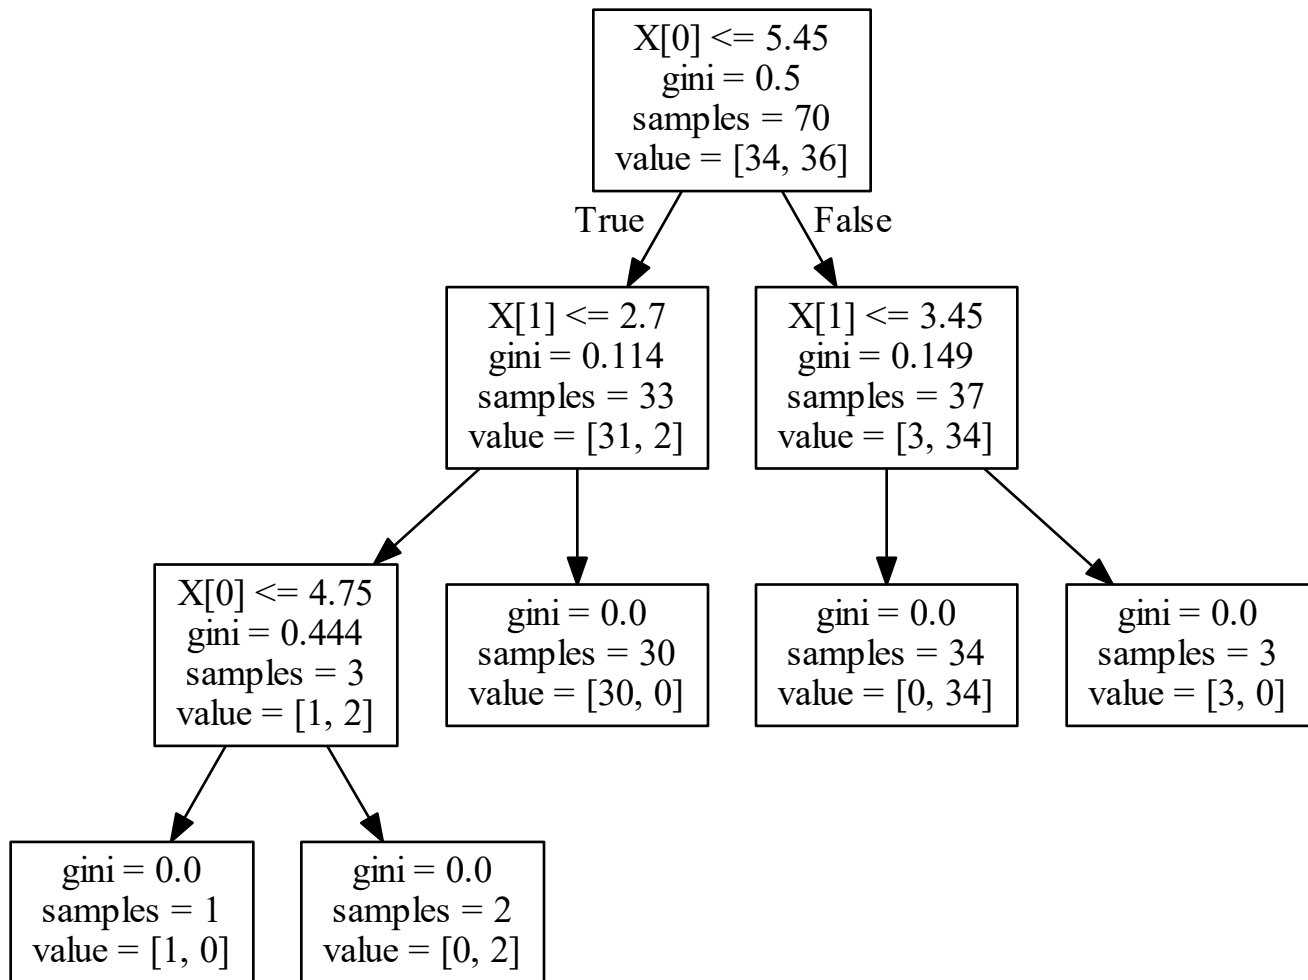 X[0] <= 5.45
gini = 0.5
samples = 70
value = [34, 36]
True
False
X[1] <= 2.7
gini = 0.114
samples = 33
value = [31, 2]
X[1] <= 3.45
gini = 0.149
samples = 37
value = [3, 34]
X[0] <= 4.75
gini = 0.444
samples = 3
value = [1, 2]
gini = 0.0
samples = 30
value = [30, 0]
gini = 0.0
samples = 34
value = [0, 34]
gini = 0.0
samples = 3
value = [3, 0]
gini = 0.0
samples = 1
value = [1, 0]
gini = 0.0
samples = 2
value = [0, 2]